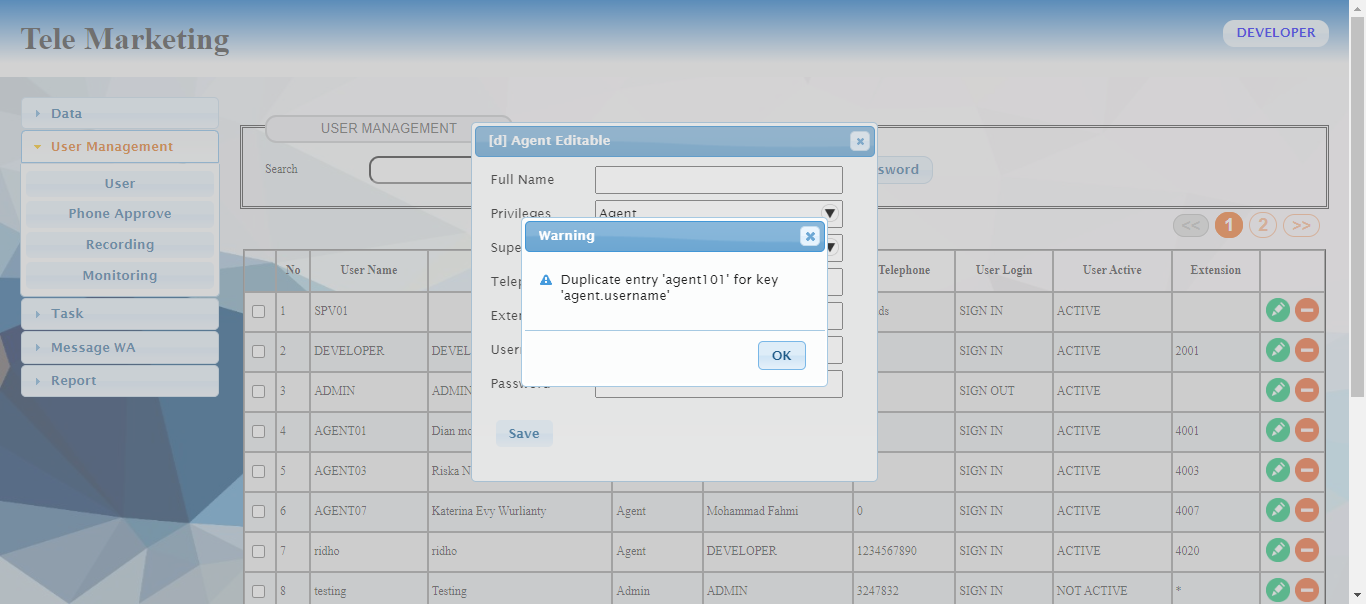 Tele Marketing
DEVELOPER
Data
User Management
User
Phone Approve
Recording
Monitoring
Task
Message WA
Report
USER MANAGEMENT
Search
sword
<< 1 2 >>
[d] Agent Editable
Full Name
Privileges Agent
Supe
Telep
Exter
Usern
Password
Save
Warning
Duplicate entry 'agent101' for key
'agent.username'
OK
No User Name Telephone User Login User Active Extension
1 SPV01 ds SIGN IN ACTIVE
2 DEVELOPER DEVEL SIGN IN ACTIVE 2001
3 ADMIN ADMIN SIGN OUT ACTIVE
4 AGENT01 Dian mo SIGN IN ACTIVE 4001
5 AGENT03 Riska N SIGN IN ACTIVE 4003
6 AGENT07 Katerina Evy Wurlianty Agent Mohammad Fahmi 0 SIGN IN ACTIVE 4007
7 ridho ridho Agent DEVELOPER 1234567890 SIGN IN ACTIVE 4020
8 testing Testing Admin ADMIN 3247832 SIGN IN NOT ACTIVE *